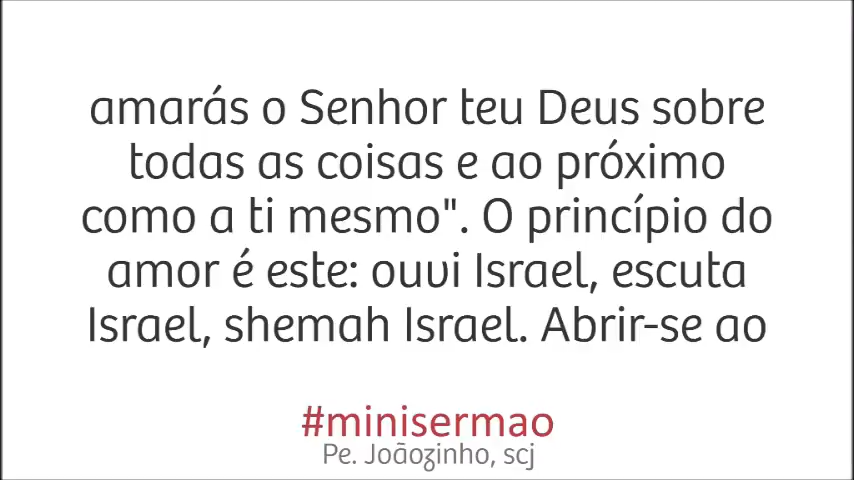 amarás o Senhor teu Deus sobre
todas as coisas e ao próximo
como a ti mesmo". O princípio do
amor é este: ouvi Israel, escuta
Israel, shemah Israel. Abrir-se ao
#minisermao
Pe. Joãozinho, scj